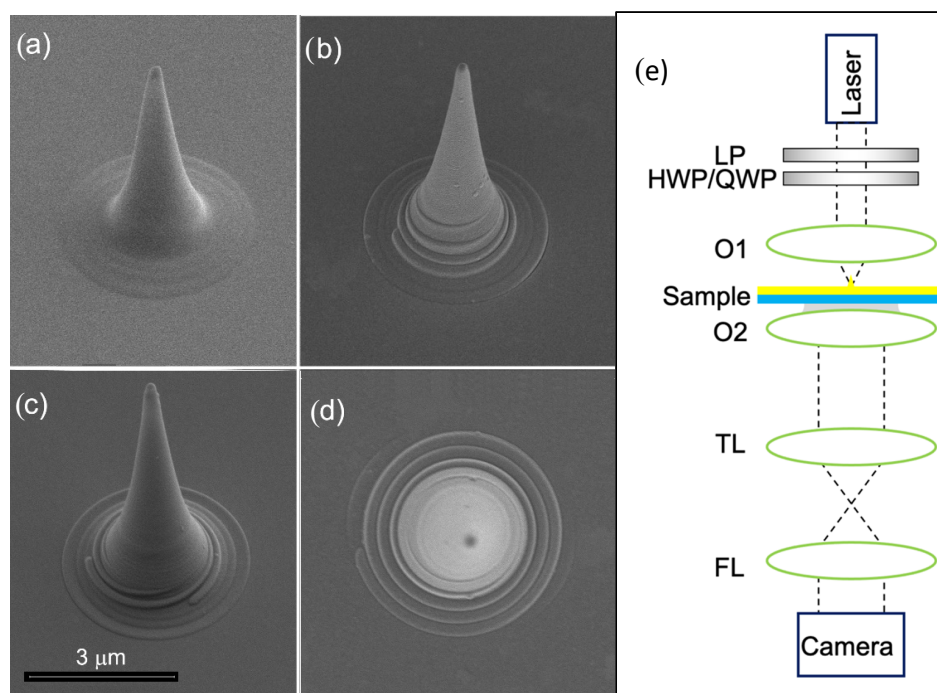 (a)
(b)
(c)
3 μm
(d)
(e)
Laser
LP
HWP/QWP
O1
Sample
O2
TL
FL
Camera